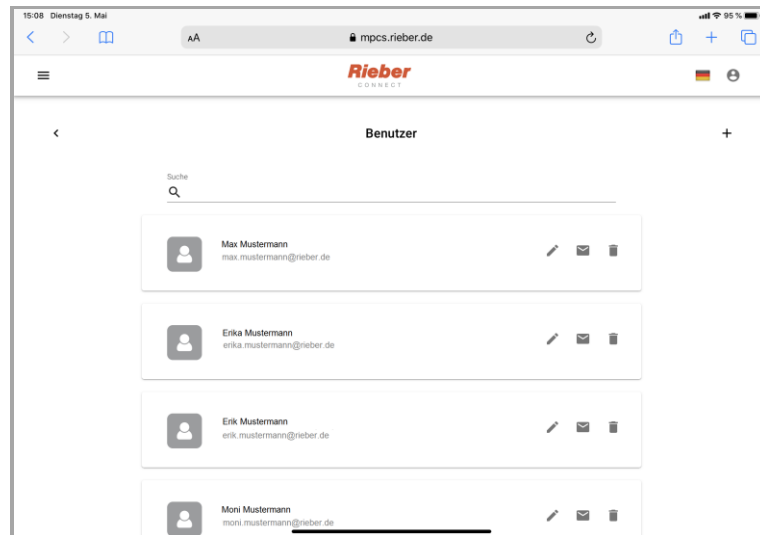 15:08 Dienstag 5. Mai 95 %
AA mpcs.rieber.de
Rieber
CONNECT
Benutzer
Suche
Max Mustermann
max.mustermann@rieber.de
Erika Mustermann
erika.mustermann@rieber.de
Erik Mustermann
erik.mustermann@rieber.de
Moni Mustermann
moni.mustermann@rieber.de